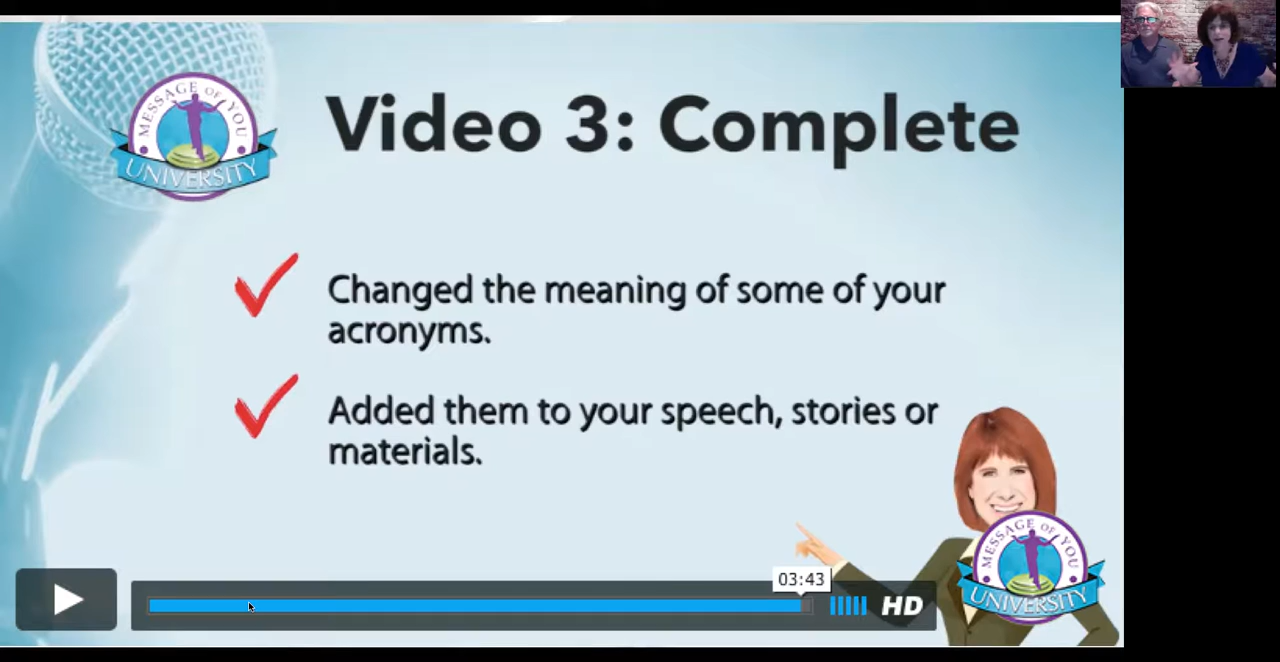 MESSAGE OF YOU
UNIVERSITY
Video 3: Complete
Changed the meaning of some of your
acronyms.
Added them to your speech, stories or
materials.
03:43
HD
MESSAGE OF YOU
UNIVERSITY